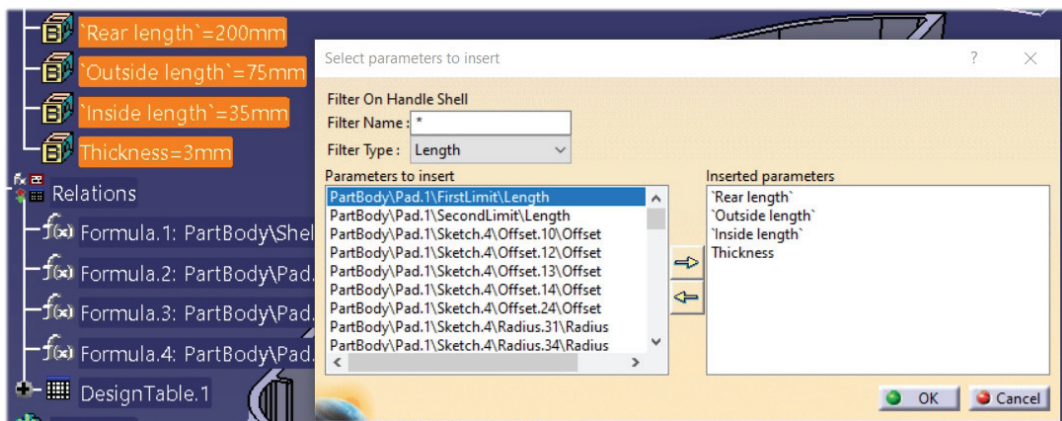 `Rear length`=200mm
`Outside length`=75mm
`Inside length`=35mm
Thickness=3mm
Relations
f(x) Formula.1: PartBody\Shel
f(x) Formula.2: PartBody\Pad.
f(x) Formula.3: PartBody\Pad.
f(x) Formula.4: PartBody\Pad.
DesignTable.1
Select parameters to insert
Filter On Handle Shell
Filter Name : *
Filter Type : Length
Parameters to insert
PartBody\Pad.1\FirstLimit\Length
PartBody\Pad.1\SecondLimit\Length
PartBody\Pad.1\Sketch.4\Offset.10\Offset
PartBody\Pad.1\Sketch.4\Offset.12\Offset
PartBody\Pad.1\Sketch.4\Offset.13\Offset
PartBody\Pad.1\Sketch.4\Offset.14\Offset
PartBody\Pad.1\Sketch.4\Offset.24\Offset
PartBody\Pad.1\Sketch.4\Radius.31\Radius
PartBody\Pad.1\Sketch.4\Radius.34\Radius
Inserted parameters
`Rear length`
`Outside length`
`Inside length`
Thickness
OK
Cancel